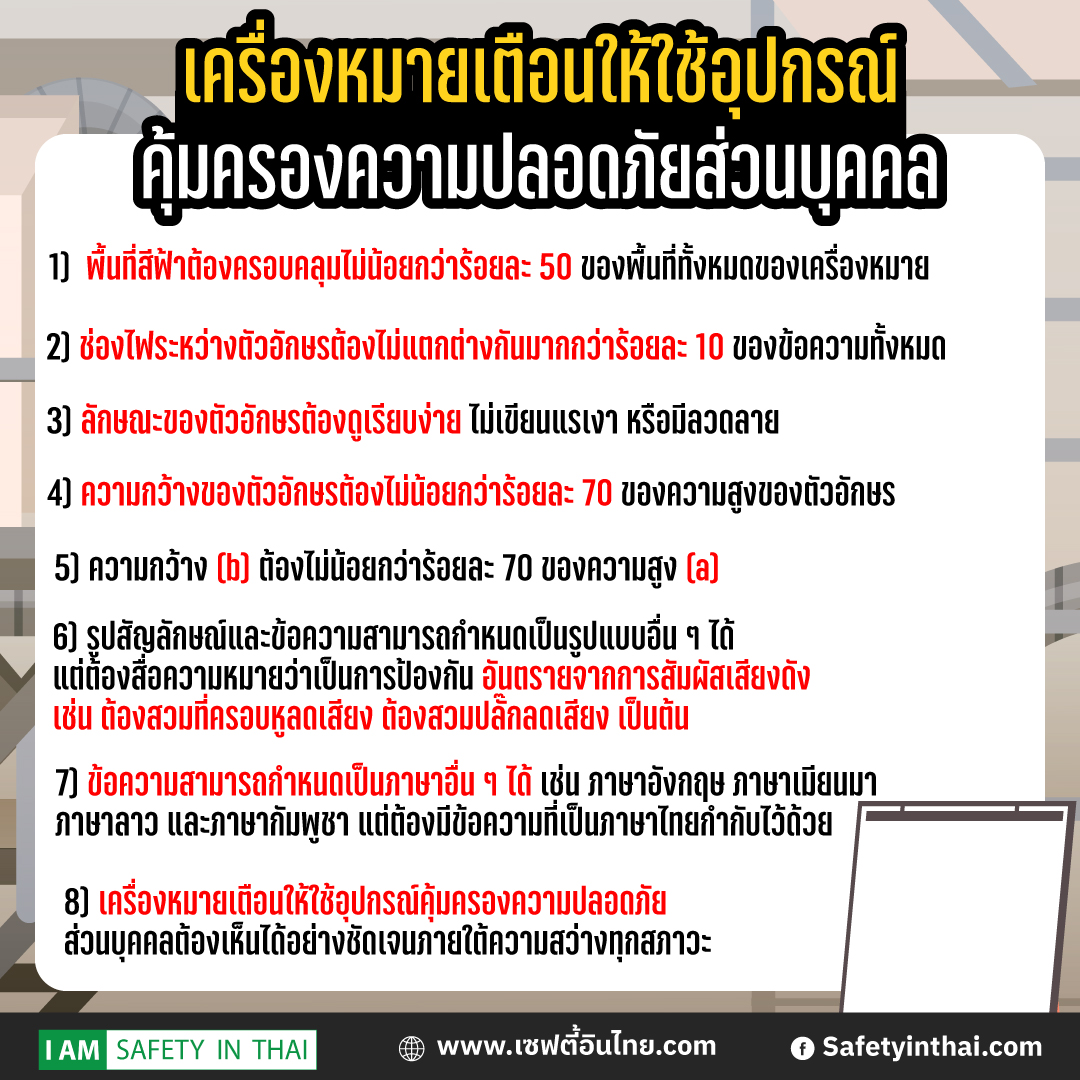 เครื่องหมายเตือนให้ใช้อุปกรณ์
คุ้มครองความปลอดภัยส่วนบุคคล
1) พื้นที่สีฟ้าต้องครอบคลุมไม่น้อยกว่าร้อยละ 50 ของพื้นที่ทั้งหมดของเครื่องหมาย
2) ช่องไฟระหว่างตัวอักษรต้องไม่แตกต่างกันมากกว่าร้อยละ 10 ของข้อความทั้งหมด
3) ลักษณะของตัวอักษรต้องดูเรียบง่าย ไม่เขียนแรเงา หรือมีลวดลาย
4) ความกว้างของตัวอักษรต้องไม่น้อยกว่าร้อยละ 70 ของความสูงของตัวอักษร
5) ความกว้าง (b) ต้องไม่น้อยกว่าร้อยละ 70 ของความสูง (a)
6) รูปสัญลักษณ์และข้อความสามารถกำหนดเป็นรูปแบบอื่น ๆ ได้
แต่ต้องสื่อความหมายว่าเป็นการป้องกัน อันตรายจากการสัมผัสเสียงดัง
เช่น ต้องสวมที่ครอบหูลดเสียง ต้องสวมปลั๊กลดเสียง เป็นต้น
7) ข้อความสามารถกำหนดเป็นภาษาอื่น ๆ ได้ เช่น ภาษาอังกฤษ ภาษาเมียนมา
ภาษาลาว และภาษากัมพูชา แต่ต้องมีข้อความที่เป็นภาษาไทยกำกับไว้ด้วย
8) เครื่องหมายเตือนให้ใช้อุปกรณ์คุ้มครองความปลอดภัย
ส่วนบุคคลต้องเห็นได้อย่างชัดเจนภายใต้ความสว่างทุกสภาวะ
I AM SAFETY IN THAI www.เซฟตี้อินไทย.com Safetyinthai.com